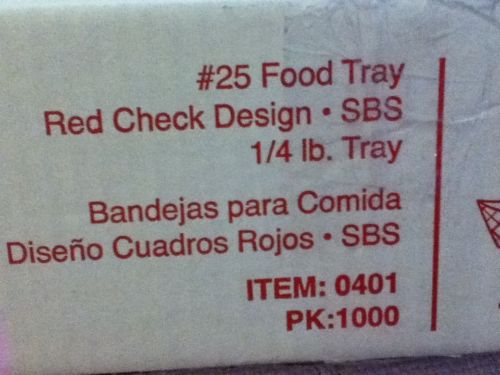 #25 Food Tray
Red Check Design • SBS
1/4 lb. Tray
Bandejas para Comida
Diseño Cuadros Rojos • SBS
ITEM: 0401
PK:1000